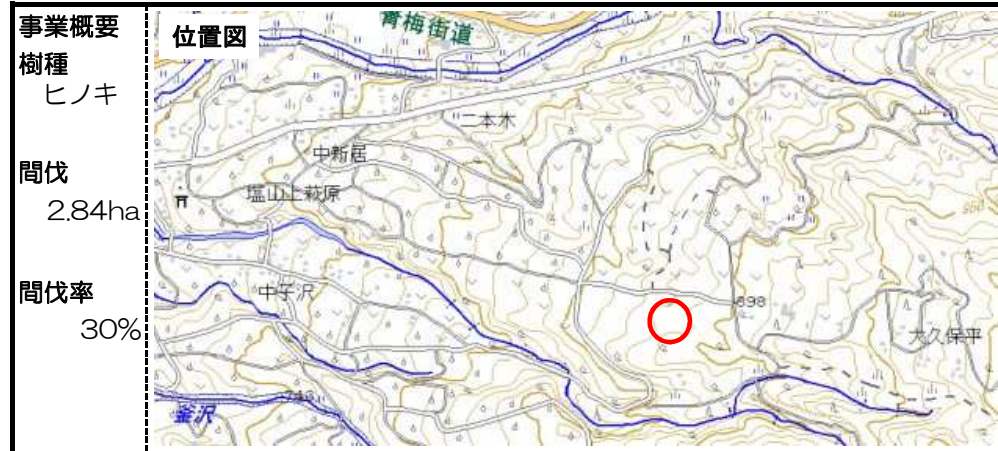 事業概要
樹種
ヒノキ
間伐
2.84ha
間伐率
30%
位置図
青梅街道
二本木
中新居
塩山上萩原
中子沢
898
大久保平
釜沢